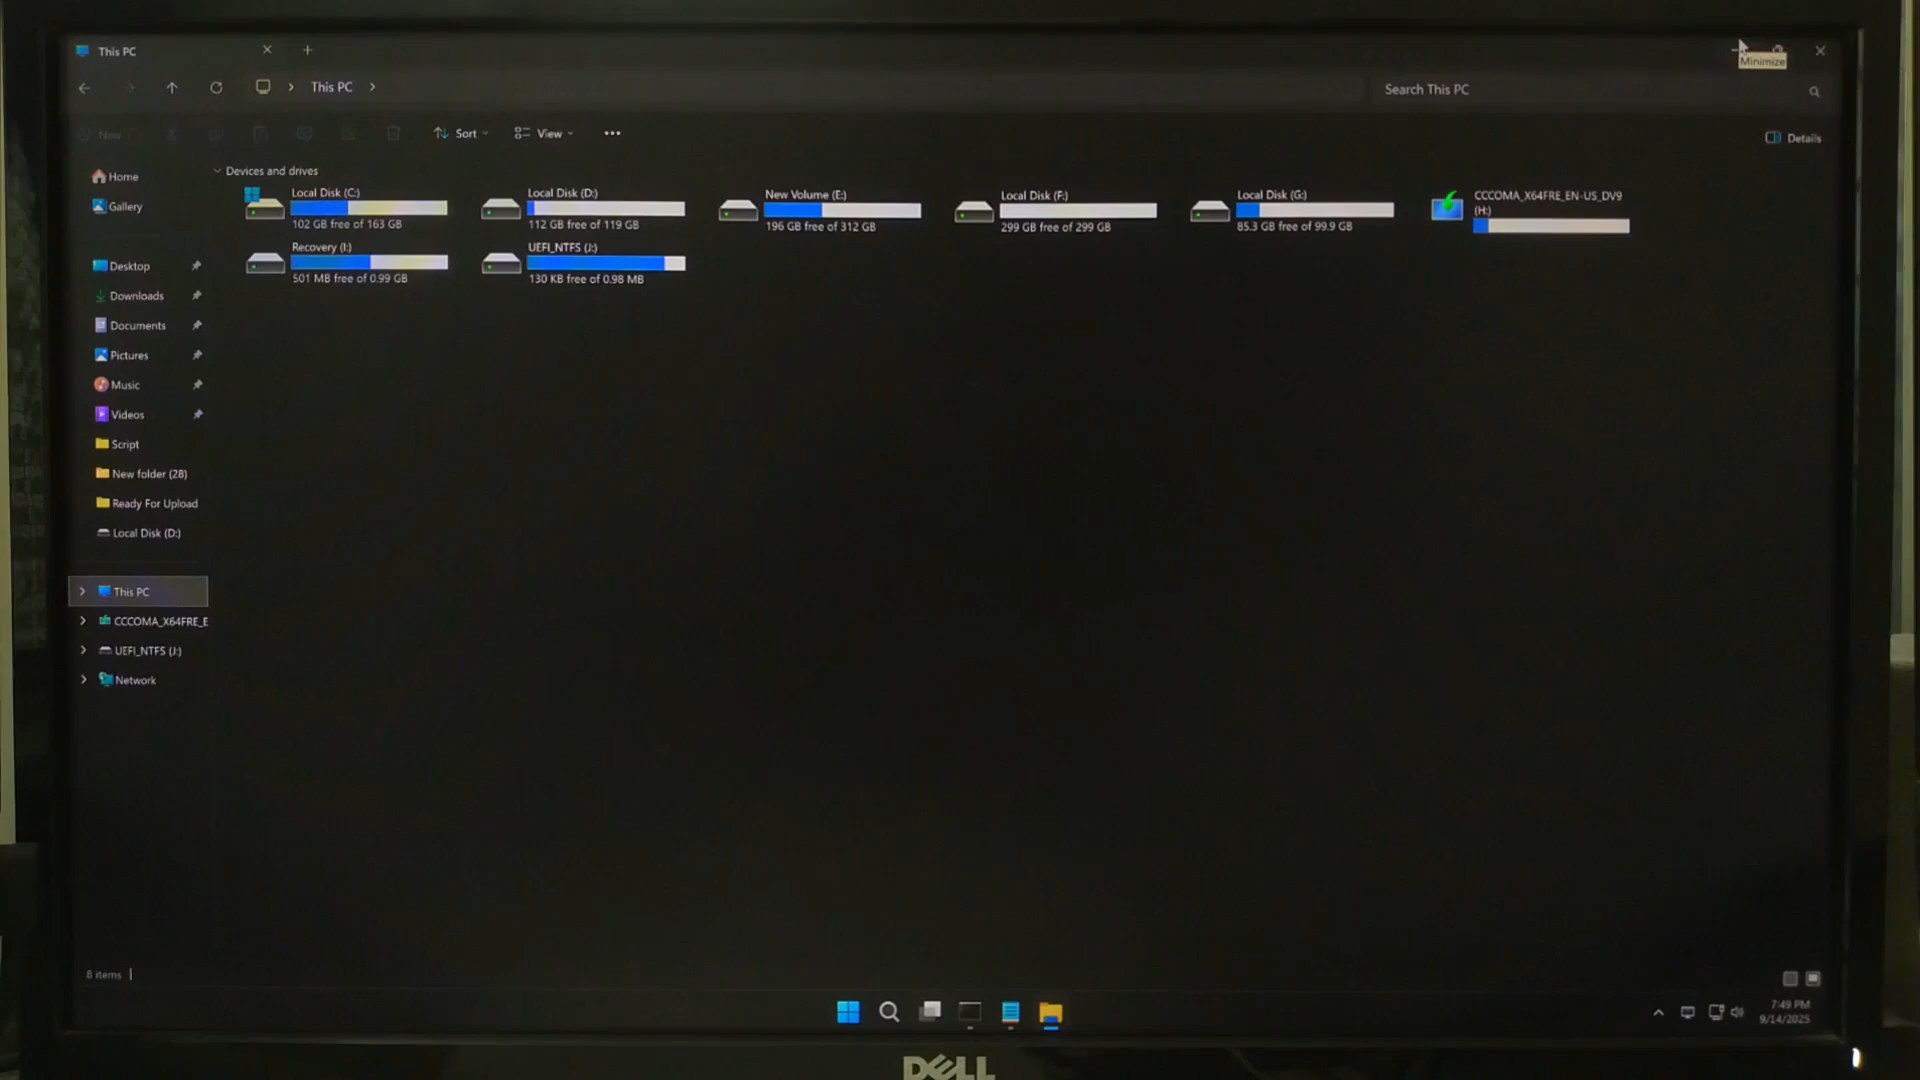 This PC
Minimize
This PC
Search This PC
New
Sort
View
Details
Home
Gallery
Desktop
Downloads
Documents
Pictures
Music
Videos
Script
New folder (28)
Ready For Upload
Local Disk (D:)
This PC
CCCOMA_X64FRE_E
UEFI_NTFS (J:)
Network
Devices and drives
Local Disk (C:)
102 GB free of 163 GB
Local Disk (D:)
112 GB free of 119 GB
New Volume (E:)
196 GB free of 312 GB
Local Disk (F:)
299 GB free of 299 GB
Local Disk (G:)
85.3 GB free of 99.9 GB
CCCOMA_X64FRE_EN-US_DV9
(H:)
Recovery (I:)
501 MB free of 0.99 GB
UEFI_NTFS (J:)
130 KB free of 0.98 MB
8 items
7:49 PM
9/14/2025
DELL